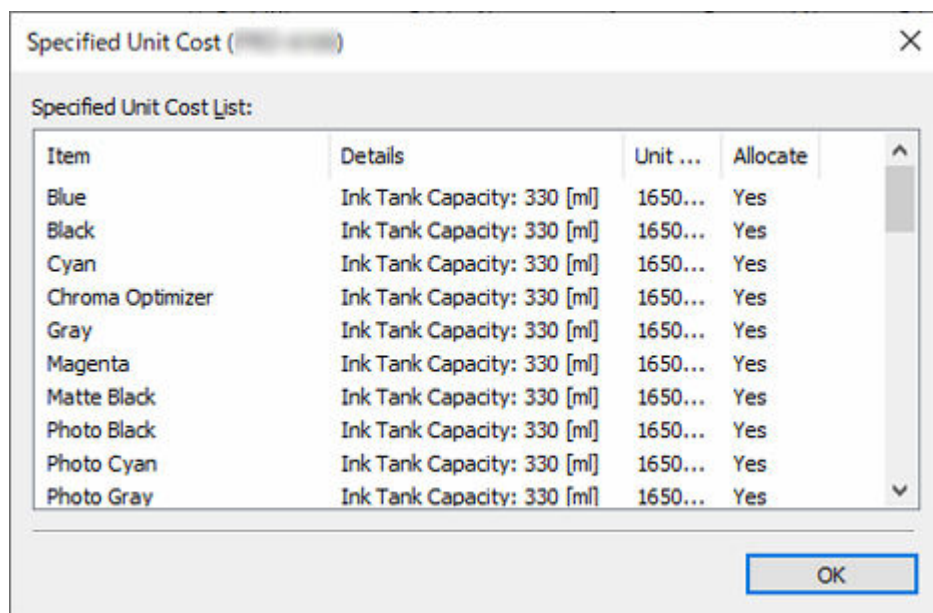 Specified Unit Cost ( )
Specified Unit Cost List:
Item Details Unit ... Allocate
Blue Ink Tank Capacity: 330 [ml] 1650... Yes
Black Ink Tank Capacity: 330 [ml] 1650... Yes
Cyan Ink Tank Capacity: 330 [ml] 1650... Yes
Chroma Optimizer Ink Tank Capacity: 330 [ml] 1650... Yes
Gray Ink Tank Capacity: 330 [ml] 1650... Yes
Magenta Ink Tank Capacity: 330 [ml] 1650... Yes
Matte Black Ink Tank Capacity: 330 [ml] 1650... Yes
Photo Black Ink Tank Capacity: 330 [ml] 1650... Yes
Photo Cyan Ink Tank Capacity: 330 [ml] 1650... Yes
Photo Gray Ink Tank Capacity: 330 [ml] 1650... Yes
OK